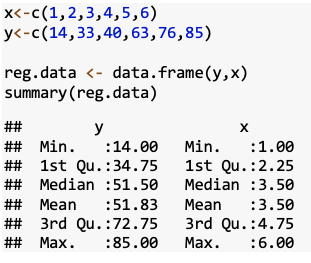 x<-c(1,2,3,4,5,6)
y<-c(14,33,40,63,76,85)
reg.data <- data.frame(y,x)
summary(reg.data)
## y x
## Min. :14.00 Min. :1.00
## 1st Qu.:34.75 1st Qu.:2.25
## Median :51.50 Median :3.50
## Mean :51.83 Mean :3.50
## 3rd Qu.:72.75 3rd Qu.:4.75
## Max. :85.00 Max. :6.00